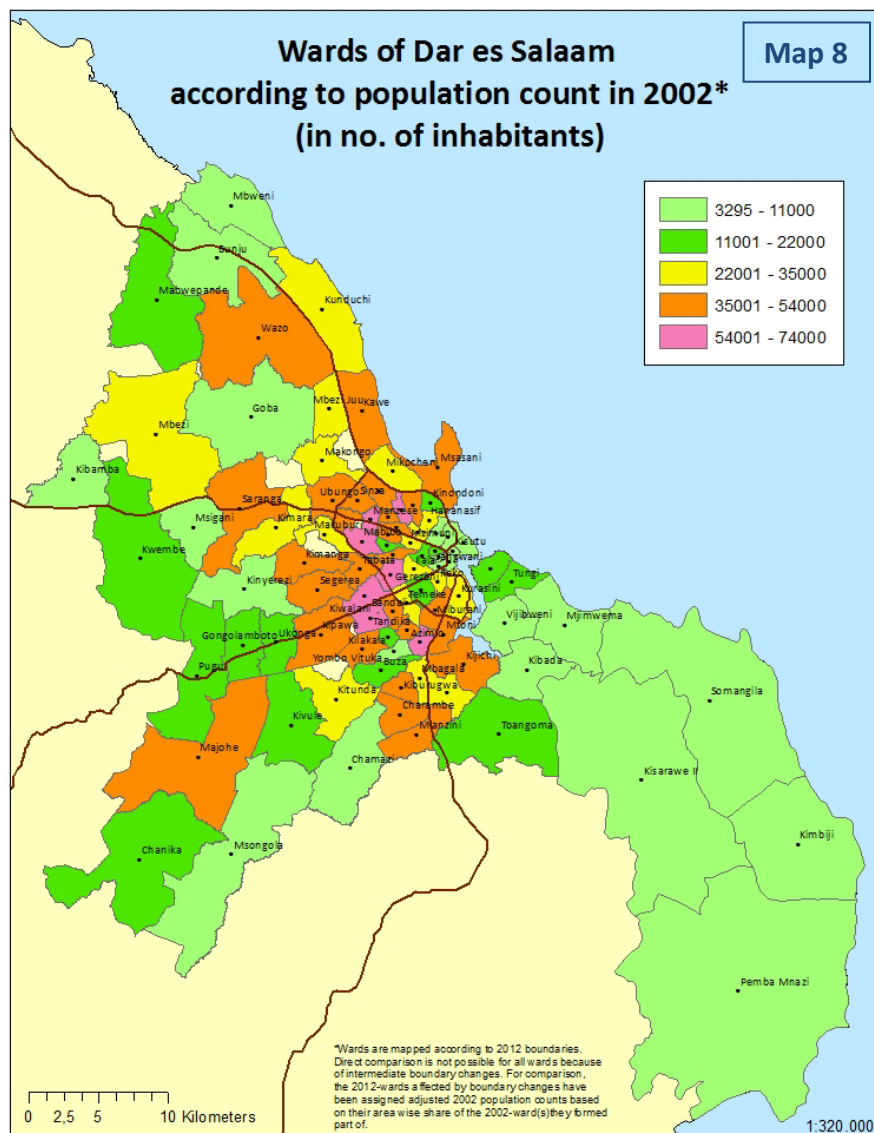 Wards of Dar es Salaam
according to population count in 2002*
(in no. of inhabitants)
Map 8
3295 - 11000
11001 - 22000
22001 - 35000
35001 - 54000
54001 - 74000
Mbweni
Bunju
Mabwepande
Kunduchi
Wazo
Mbezi Juu
Kawe
Goba
Mbezi
Makongo
Mikocheni
Msasani
Kibamba
Saranga
Ubungo
Sinza
Kinondoni
Manzese
Hananasif
Msigani
Kimara
Makuburi
Mabibo
Mzimuni
Kwembe
Kimanga
Tabata
Kinyerezi
Segerea
Gerezani
Keko
Kurasini
Tungi
Temeke
Kiwalani
Miburani
Vijibweni
Mjimwema
Gongolamboto
Ukonga
Kipawa
Tandika
Azimio
Mtoni
Kilakala
Yombo Vituka
Buza
Mbagala
Kijichi
Kibada
Pugu
Somangila
Kitunda
Kiburugwa
Kivule
Charambe
Mianzini
Toangoma
Majohe
Chamazi
Kisarawe II
Chanika
Msongola
Kimbiji
Pemba Mnazi
*Wards are mapped according to 2012 boundaries.
Direct comparison is not possible for all wards because
of intermediate boundary changes. For comparison,
the 2012-wards affected by boundary changes have
been assigned adjusted 2002 population counts based
on their area wise share of the 2002-ward(s)they formed
part of.
0 2,5 5 10 Kilometers
1:320.000